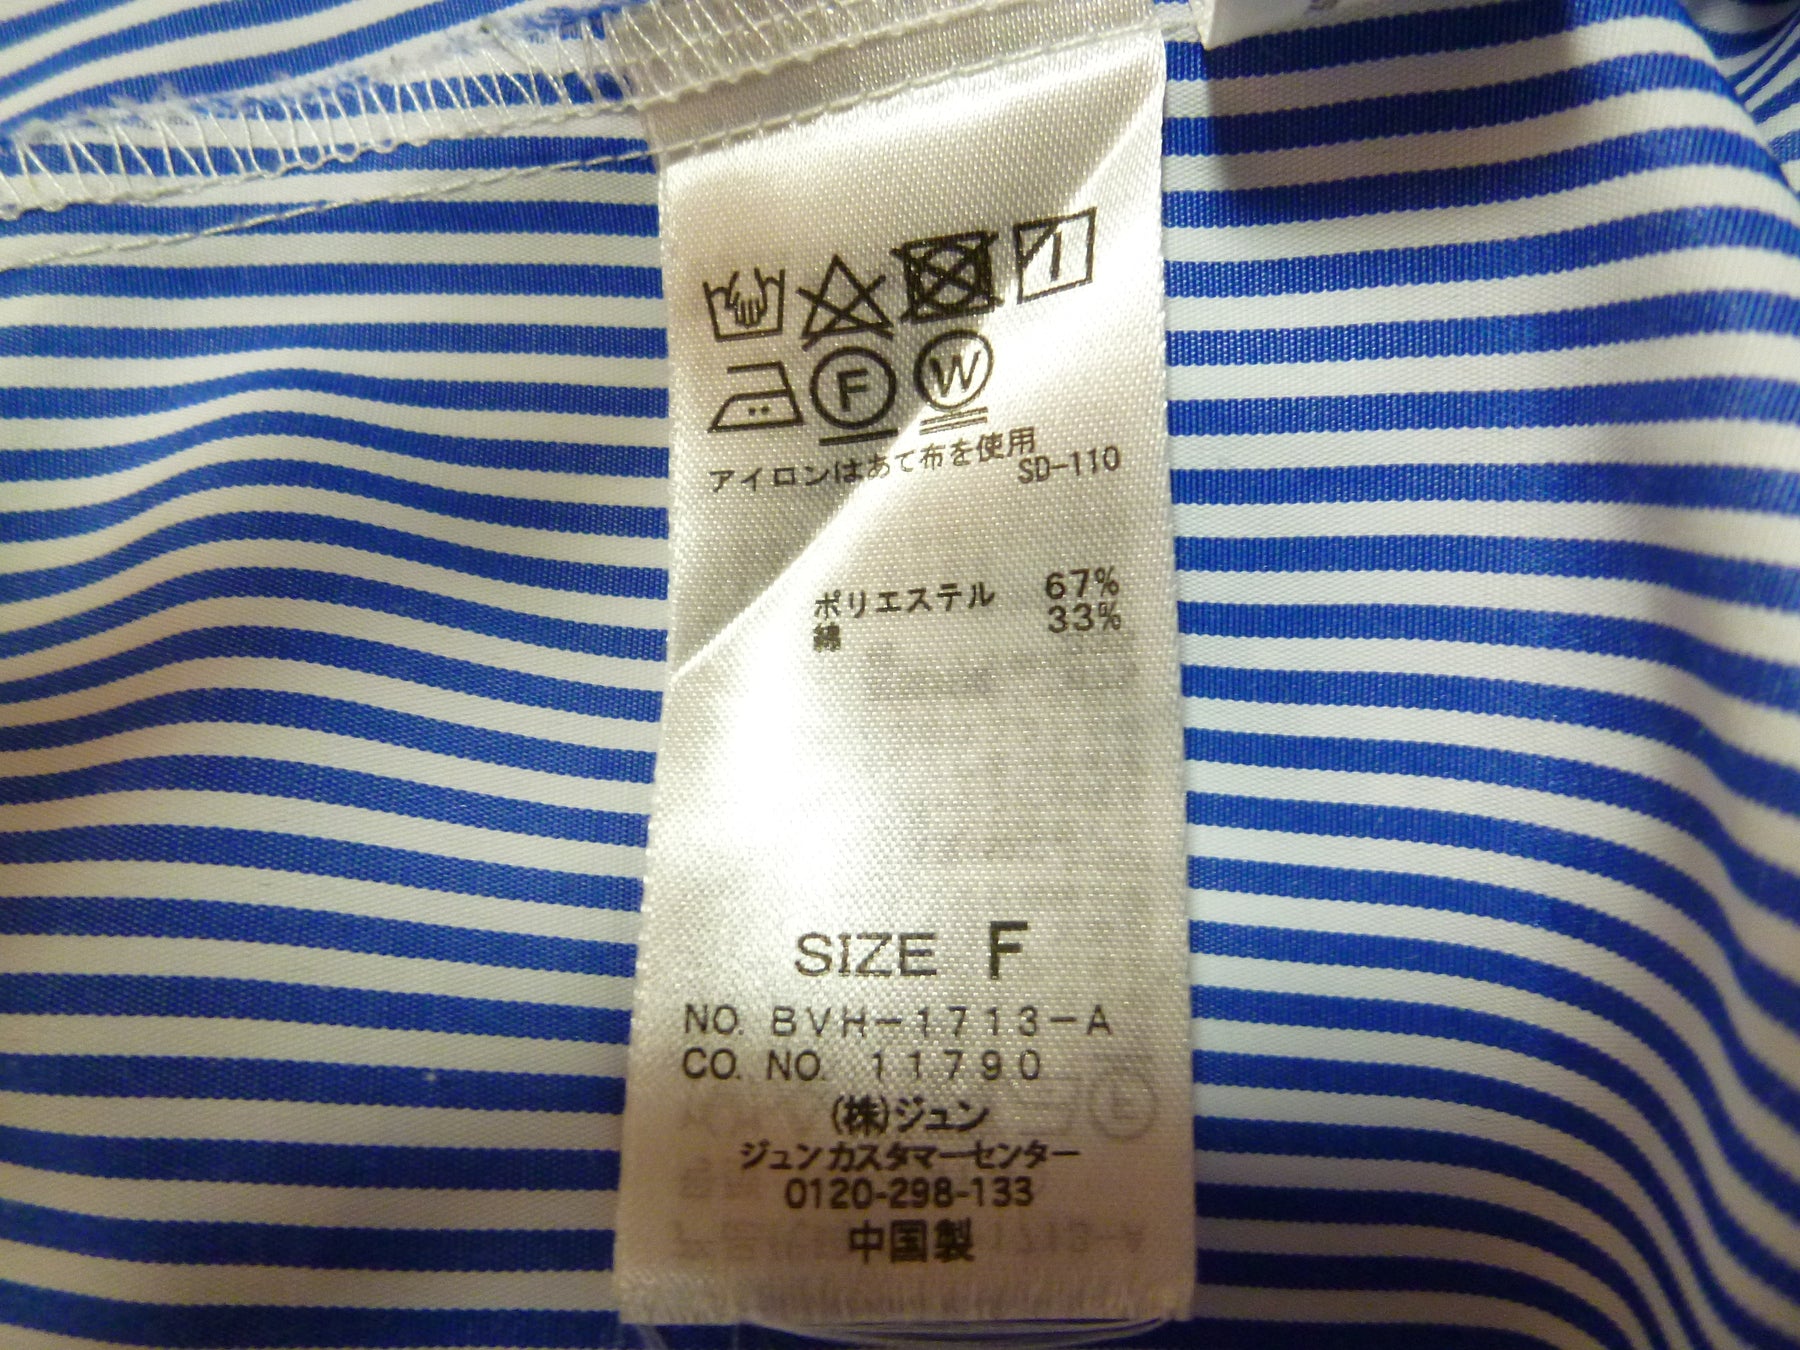 F W
アイロンはあて布を使用
SD-110
ポリエステル 67%
綿 33%
SIZE F
NO. BVH-1713-A
CO. NO. 11790
(株)ジュン
ジュンカスタマーセンター
0120-298-133
中国製